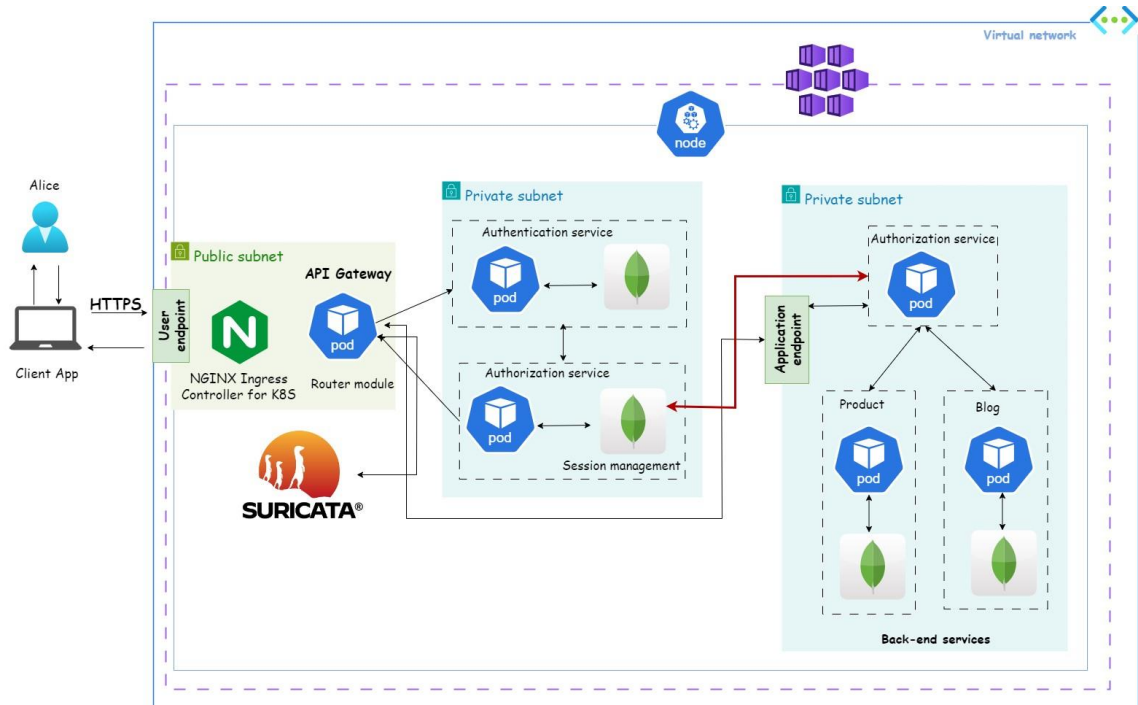 Virtual network
node
Alice
Client App
HTTPS
User
endpoint
Public subnet
API Gateway
pod
NGINX Ingress
Controller for K8S
Router module
SURICATA®
Private subnet
Authentication service
pod
Authorization service
pod
Session management
Private subnet
Authorization service
pod
Application
endpoint
Product
pod
Blog
pod
Back-end services